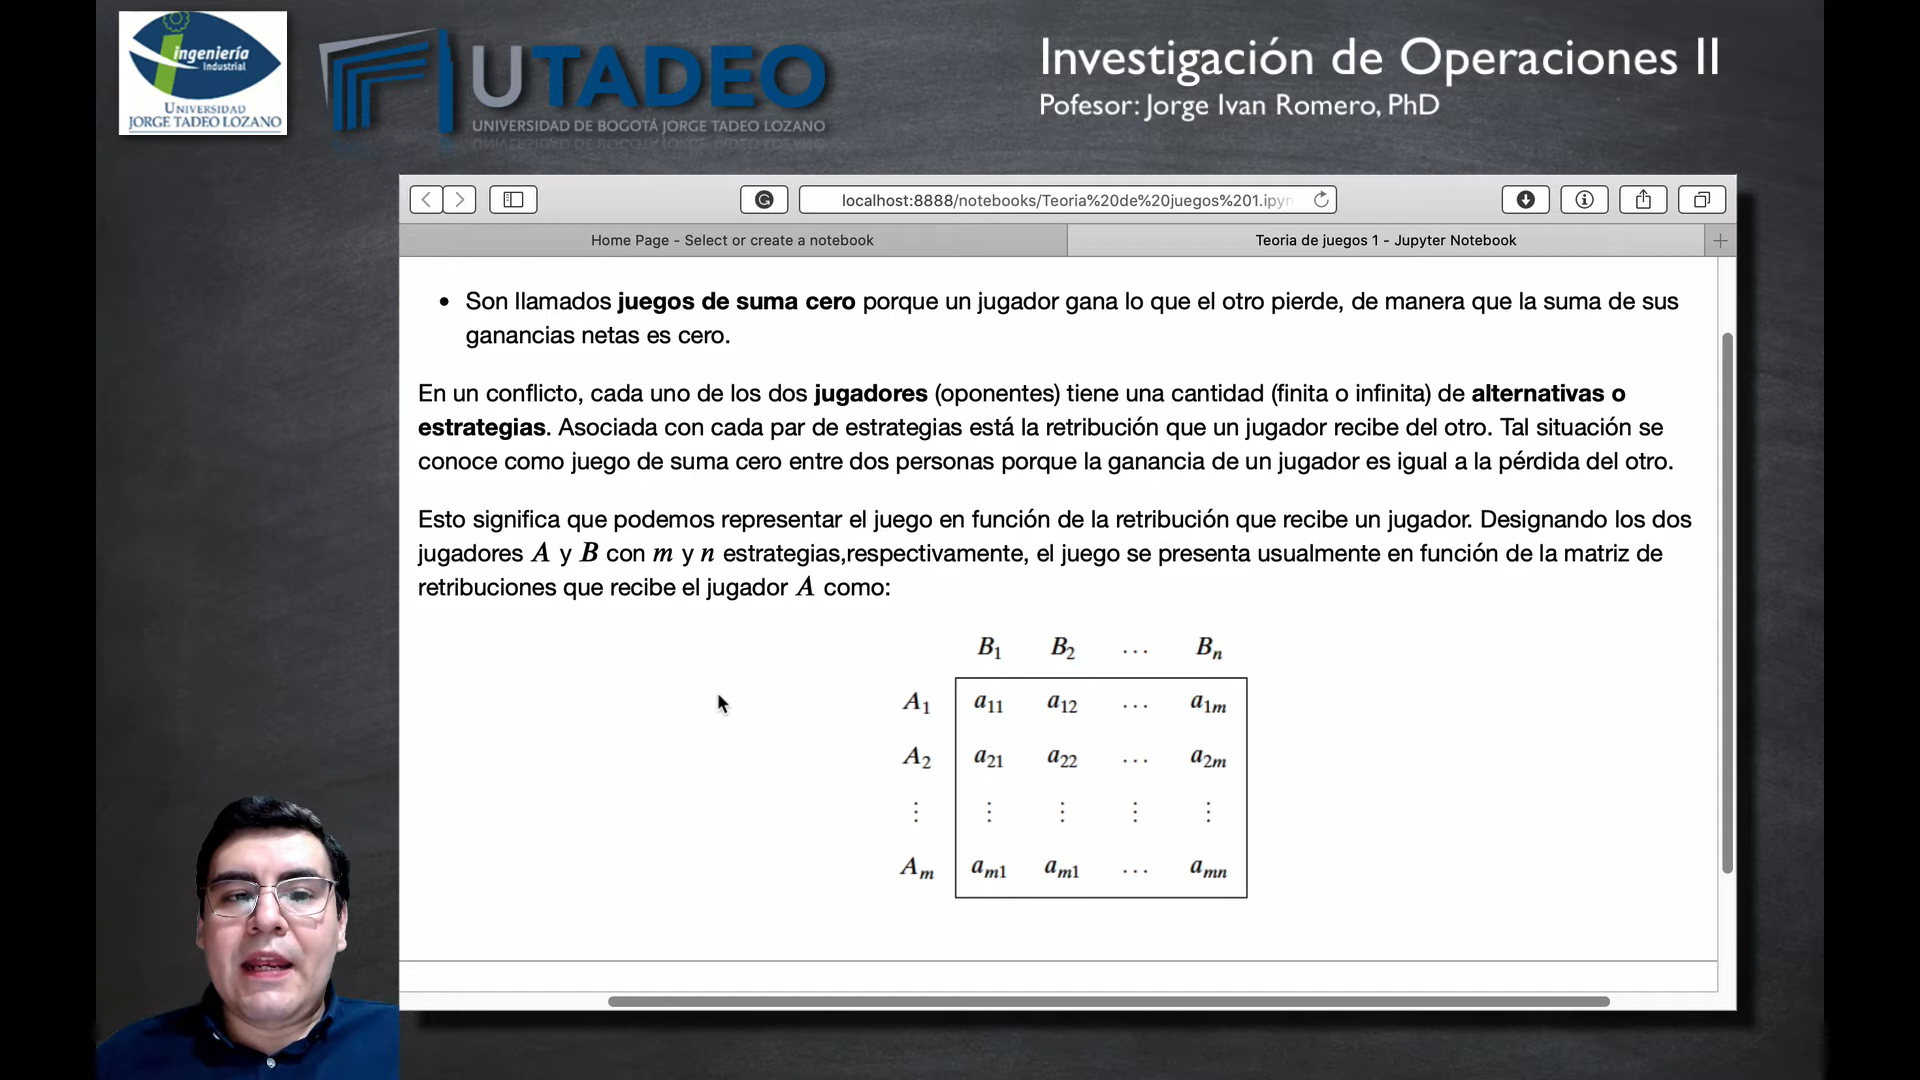 ingeniería
Industrial
UNIVERSIDAD
JORGE TADEO LOZANO
UTADEO
UNIVERSIDAD DE BOGOTÁ JORGE TADEO LOZANO
Investigación de Operaciones II
Pofesor: Jorge Ivan Romero, PhD
localhost:8888/notebooks/Teoria%20de%20juegos%201.ipyn
Home Page - Select or create a notebook
Teoria de juegos 1 - Jupyter Notebook
• Son llamados juegos de suma cero porque un jugador gana lo que el otro pierde, de manera que la suma de sus
ganancias netas es cero.
En un conflicto, cada uno de los dos jugadores (oponentes) tiene una cantidad (finita o infinita) de alternativas o
estrategias. Asociada con cada par de estrategias está la retribución que un jugador recibe del otro. Tal situación se
conoce como juego de suma cero entre dos personas porque la ganancia de un jugador es igual a la pérdida del otro.
Esto significa que podemos representar el juego en función de la retribución que recibe un jugador. Designando los dos
jugadores A y B con m y n estrategias,respectivamente, el juego se presenta usualmente en función de la matriz de
retribuciones que recibe el jugador A como:
B1 B2 ... Bn
A1 a11 a12 ... a1m
A2 a21 a22 ... a2m
⋮ ⋮ ⋮ ⋮ ⋮
Am am1 am1 ... amn